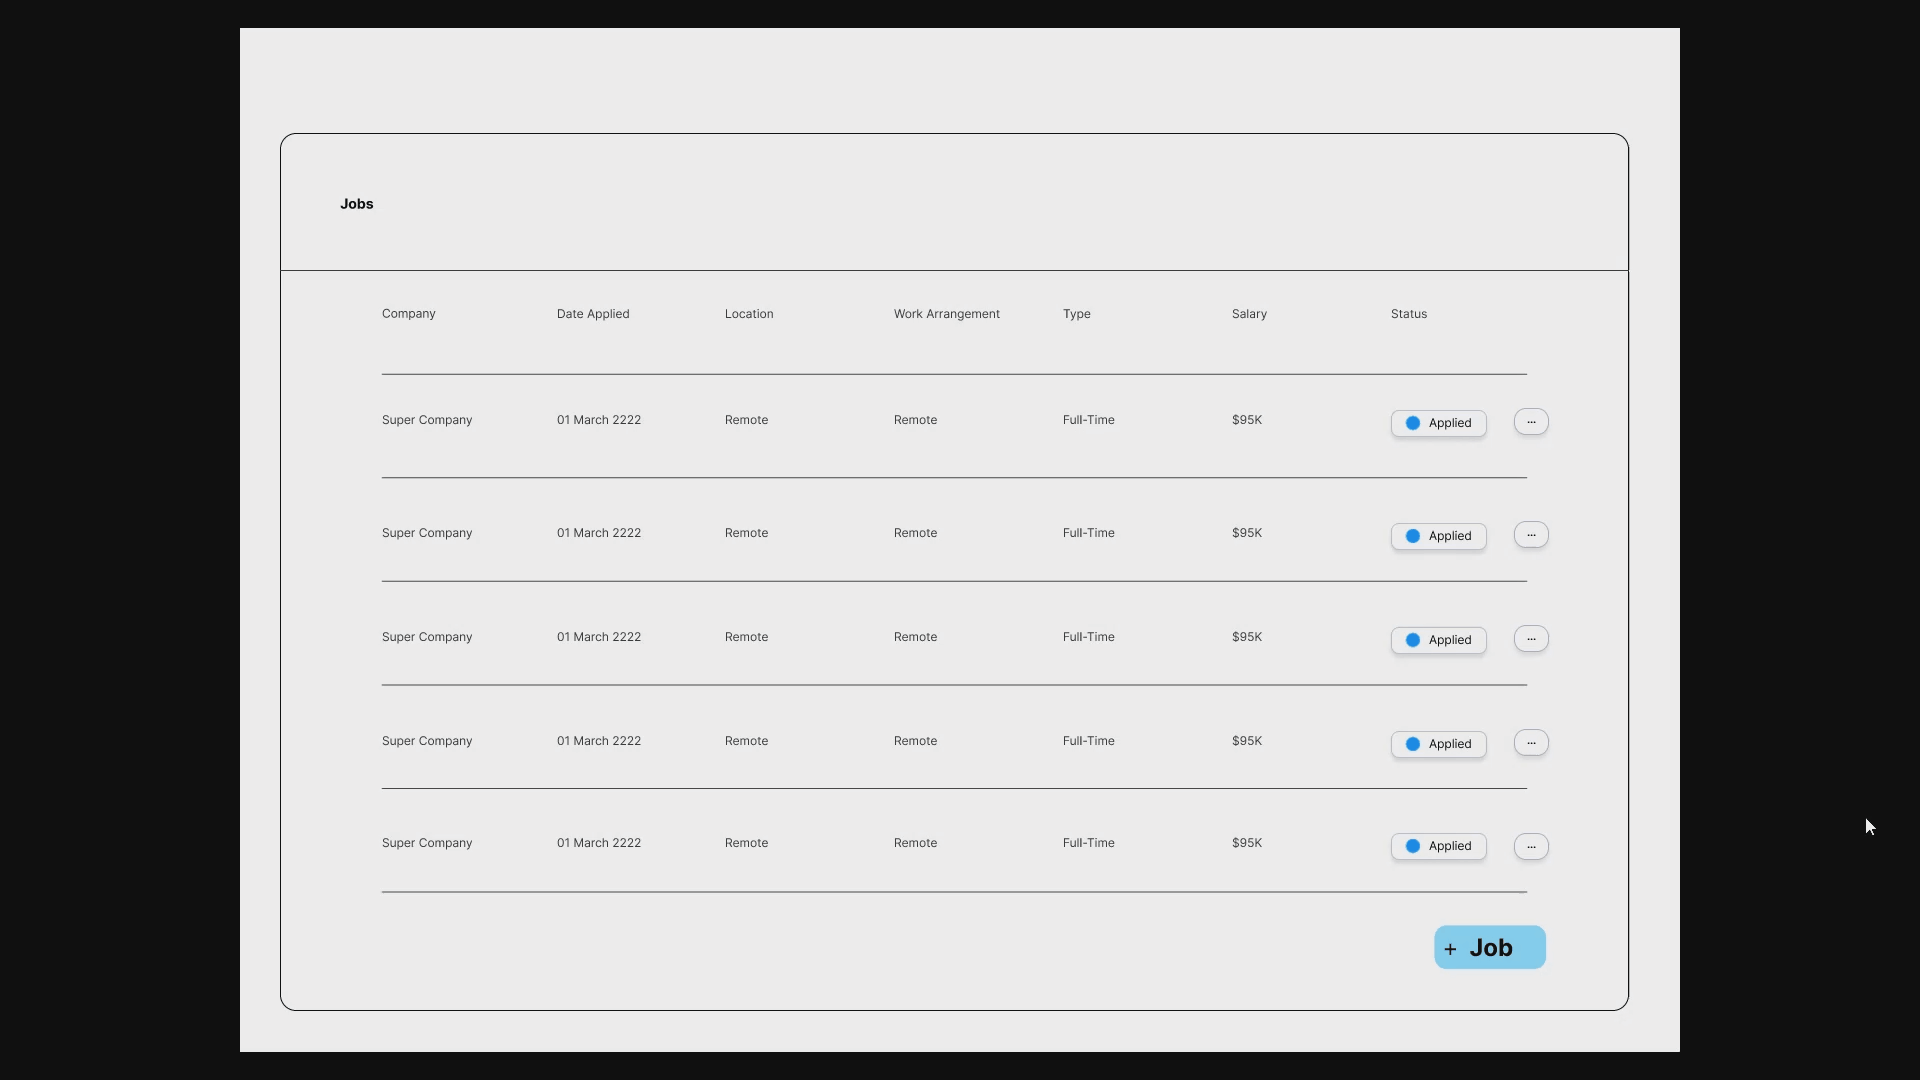 Jobs
Company Date Applied Location Work Arrangement Type Salary Status
Super Company 01 March 2222 Remote Remote Full-Time $95K Applied ...
Super Company 01 March 2222 Remote Remote Full-Time $95K Applied ...
Super Company 01 March 2222 Remote Remote Full-Time $95K Applied ...
Super Company 01 March 2222 Remote Remote Full-Time $95K Applied ...
Super Company 01 March 2222 Remote Remote Full-Time $95K Applied ...
+ Job